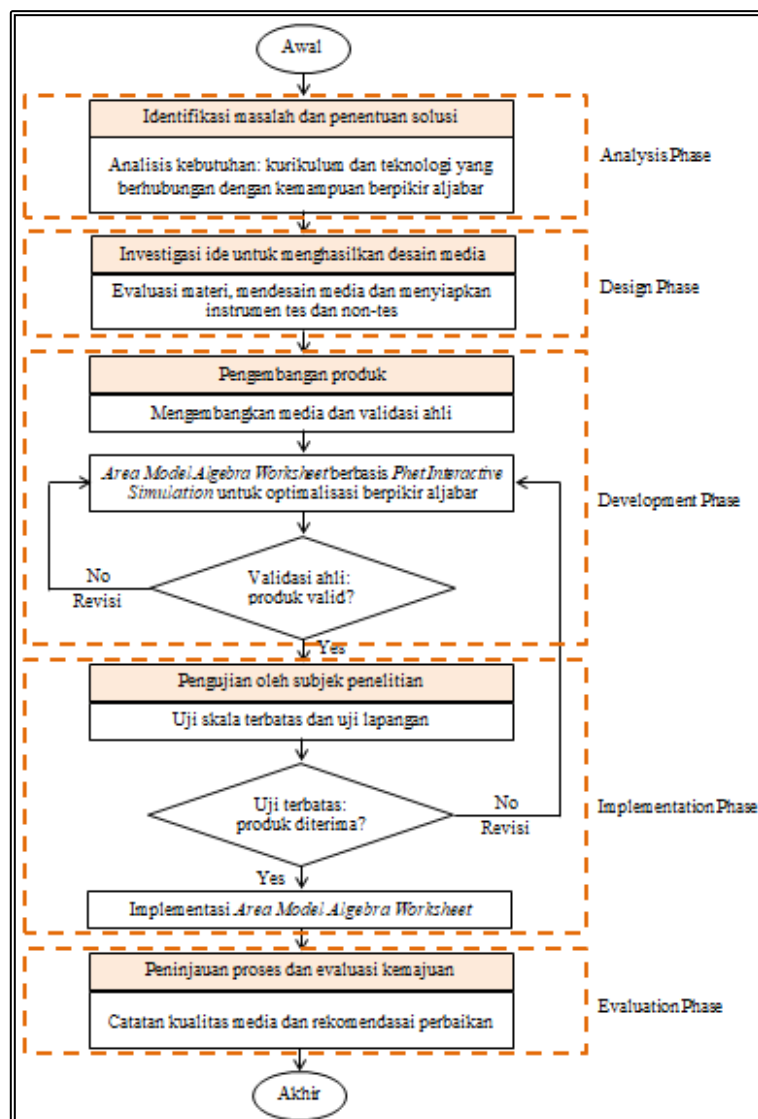 Awal
Identifikasi masalah dan penentuan solusi
Analisis kebutuhan: kurikulum dan teknologi yang
berhubungan dengan kemampuan berpikir aljabar
Analysis Phase
Investigasi ide untuk menghasilkan desain media
Evaluasi materi, mendesain media dan menyiapkan
instrumen tes dan non-tes
Design Phase
Pengembangan produk
Mengembangkan media dan validasi ahli
Area Model Algebra Worksheet berbasis Phet Interactive
Simulation untuk optimalisasi berpikir aljabar
Development Phase
Validasi ahli:
produk valid?
No
Revisi
Yes
Pengujian oleh subjek penelitian
Uji skala terbatas dan uji lapangan
Uji terbatas:
produk diterima?
No
Revisi
Implementation Phase
Yes
Implementasi Area Model Algebra Worksheet
Peninjauan proses dan evaluasi kemajuan
Catatan kualitas media dan rekomendasai perbaikan
Evaluation Phase
Akhir